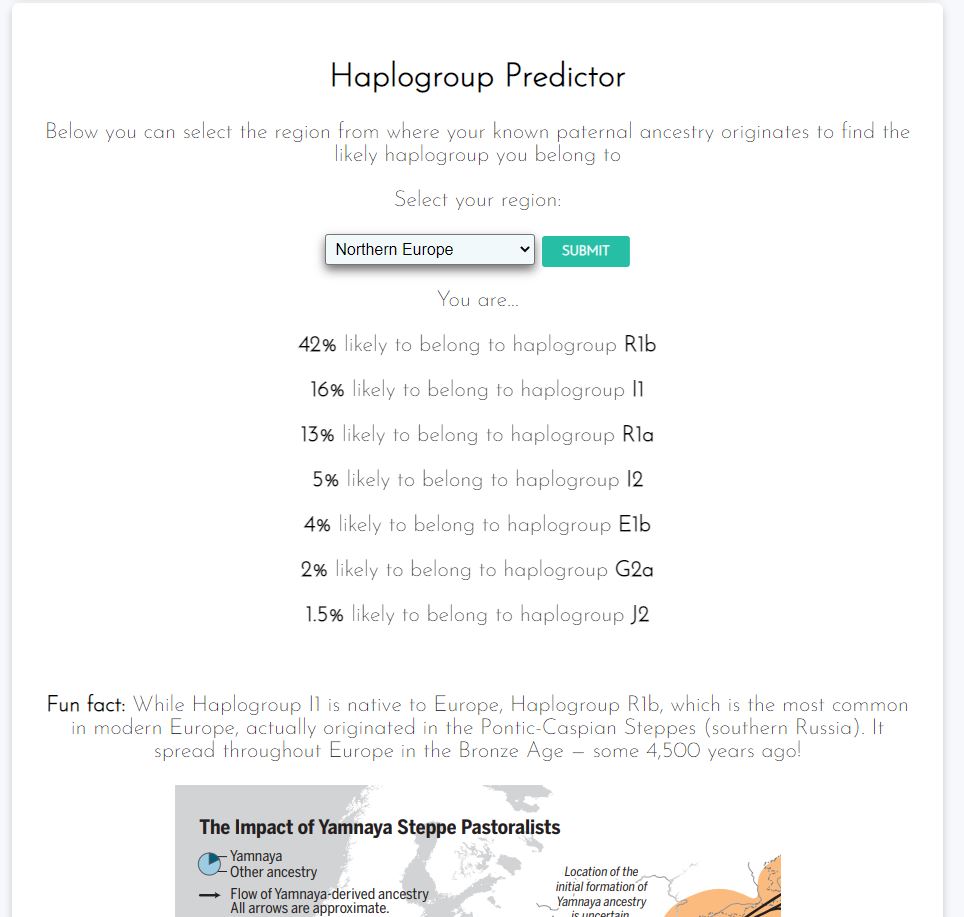 Haplogroup Predictor
Below you can select the region from where your known paternal ancestry originates to find the
likely haplogroup you belong to
Select your region:
Northern Europe
SUBMIT
You are...
42% likely to belong to haplogroup R1b
16% likely to belong to haplogroup I1
13% likely to belong to haplogroup R1a
5% likely to belong to haplogroup I2
4% likely to belong to haplogroup E1b
2% likely to belong to haplogroup G2a
1.5% likely to belong to haplogroup J2
Fun fact: While Haplogroup I1 is native to Europe, Haplogroup R1b, which is the most common
in modern Europe, actually originated in the Pontic-Caspian Steppes (southern Russia). It
spread throughout Europe in the Bronze Age – some 4,500 years ago!
The Impact of Yamnaya Steppe Pastoralists
Yamnaya
Other ancestry
Flow of Yamnaya-derived ancestry
All arrows are approximate.
Location of the
initial formation of
Yamnaya ancestry
is uncertain